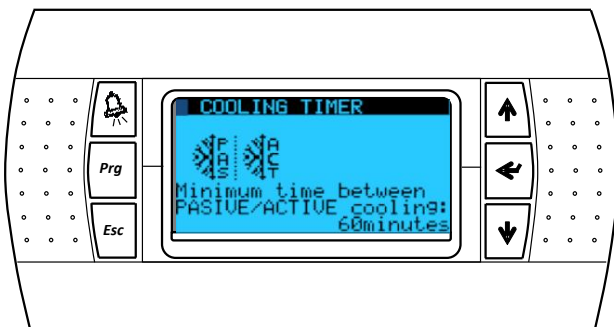 COOLING TIMER
PAS ACT
Minimum time between
PASIVE/ACTIVE cooling:
60minutes
Prg
Esc